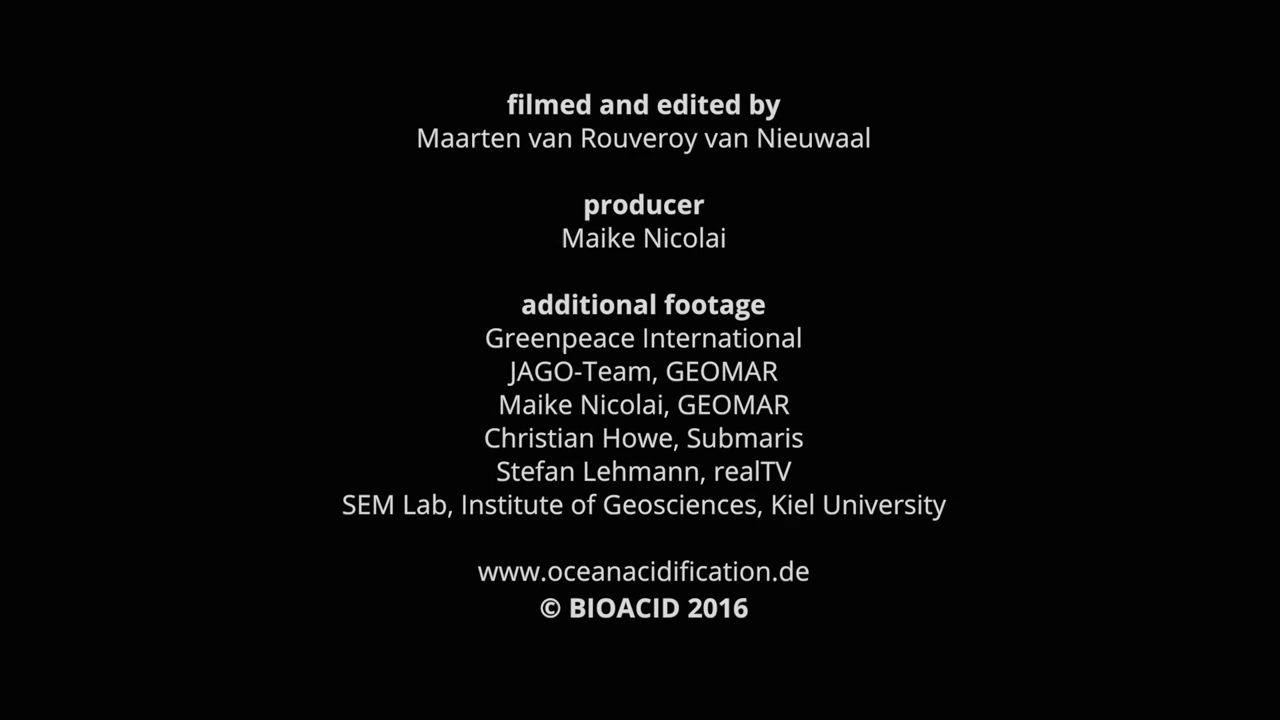 filmed and edited by
Maarten van Rouveroy van Nieuwaal
producer
Maike Nicolai
additional footage
Greenpeace International
JAGO-Team, GEOMAR
Maike Nicolai, GEOMAR
Christian Howe, Submaris
Stefan Lehmann, realTV
SEM Lab, Institute of Geosciences, Kiel University
www.oceanacidification.de
© BIOACID 2016